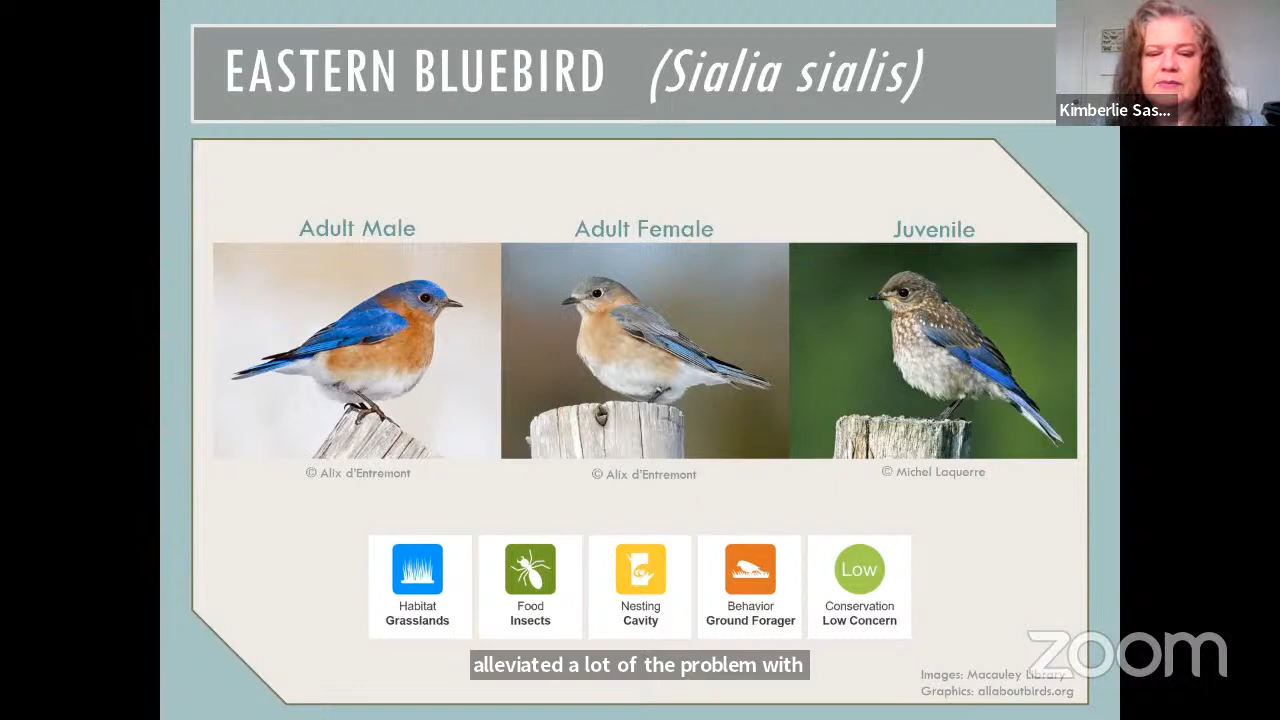 EASTERN BLUEBIRD (Sialia sialis)
Kimberlie Sas...
Adult Male
Adult Female
Juvenile
© Alix d'Entremont
© Alix d'Entremont
© Michel Laquerre
Low
Habitat
Grasslands
Food
Insects
Nesting
Cavity
Behavior
Ground Forager
Conservation
Low Concern
alleviated a lot of the problem with
zoom
Images: Macauley Library
Graphics: allaboutbirds.org